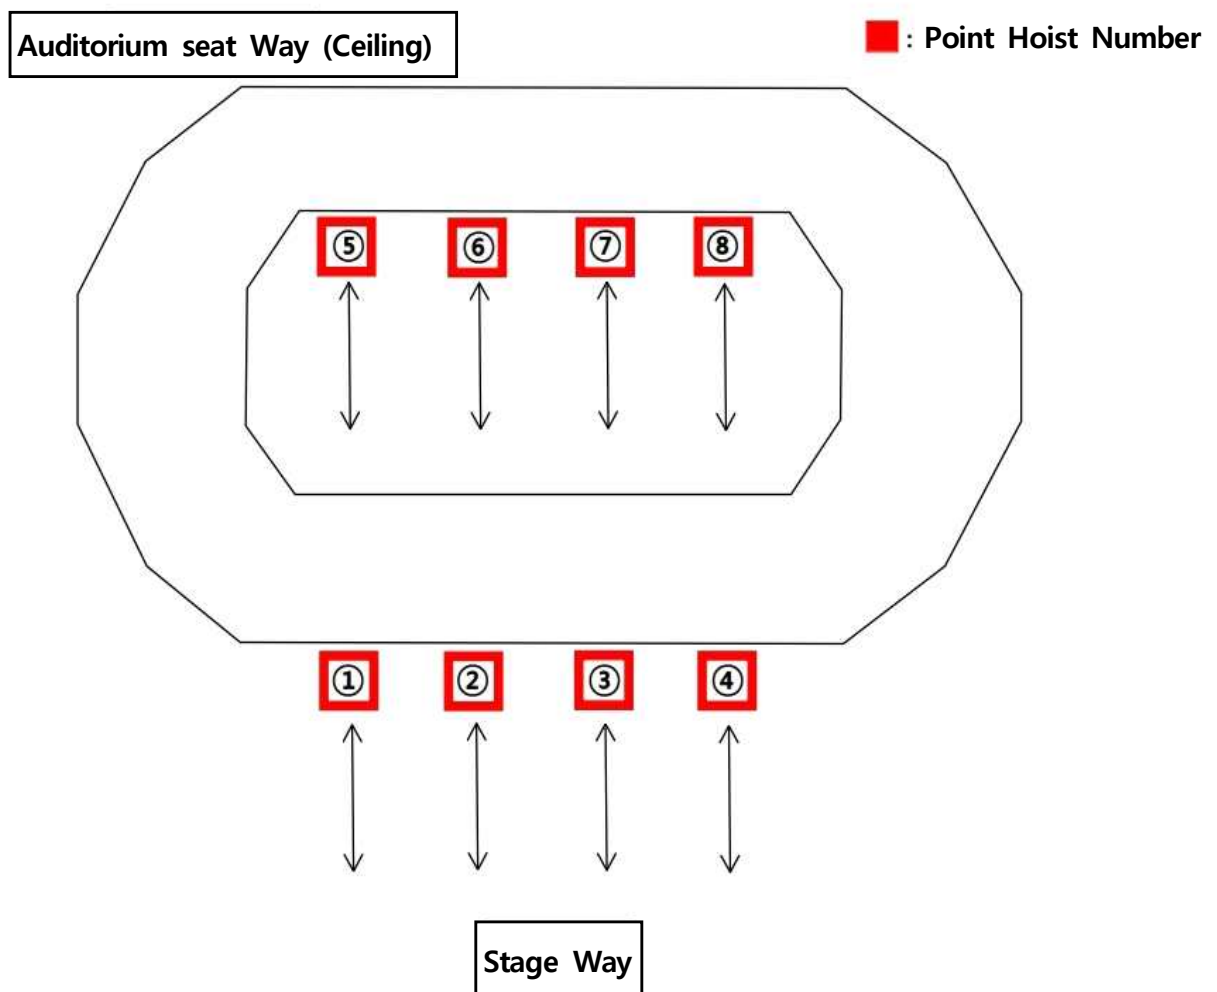 Auditorium seat Way (Ceiling)
: Point Hoist Number
⑤ ⑥ ⑦ ⑧
① ② ③ ④
Stage Way